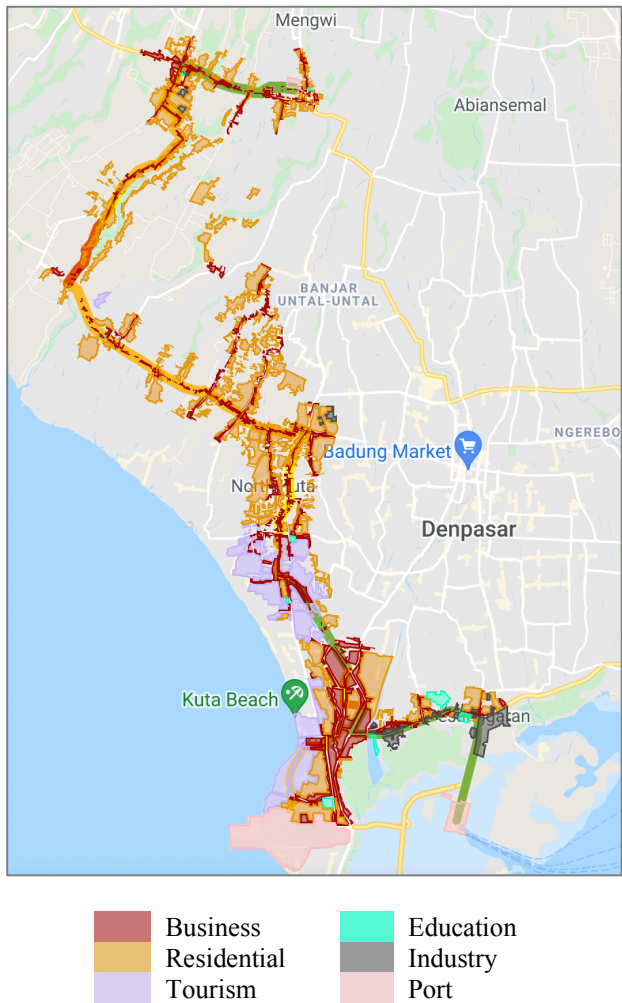 Mengwi
Abiansemal
BANJAR
UNTAL-UNTAL
NGEREBO
Badung Market
Denpasar
Kuta Beach
Business
Residential
Tourism
Education
Industry
Port